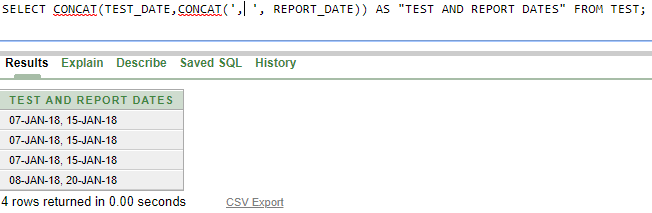 SELECT CONCAT(TEST_DATE,CONCAT(', ', REPORT_DATE)) AS "TEST AND REPORT DATES" FROM TEST;
Results Explain Describe Saved SQL History
TEST AND REPORT DATES
07-JAN-18, 15-JAN-18
07-JAN-18, 15-JAN-18
07-JAN-18, 15-JAN-18
08-JAN-18, 20-JAN-18
4 rows returned in 0.00 seconds CSV Export